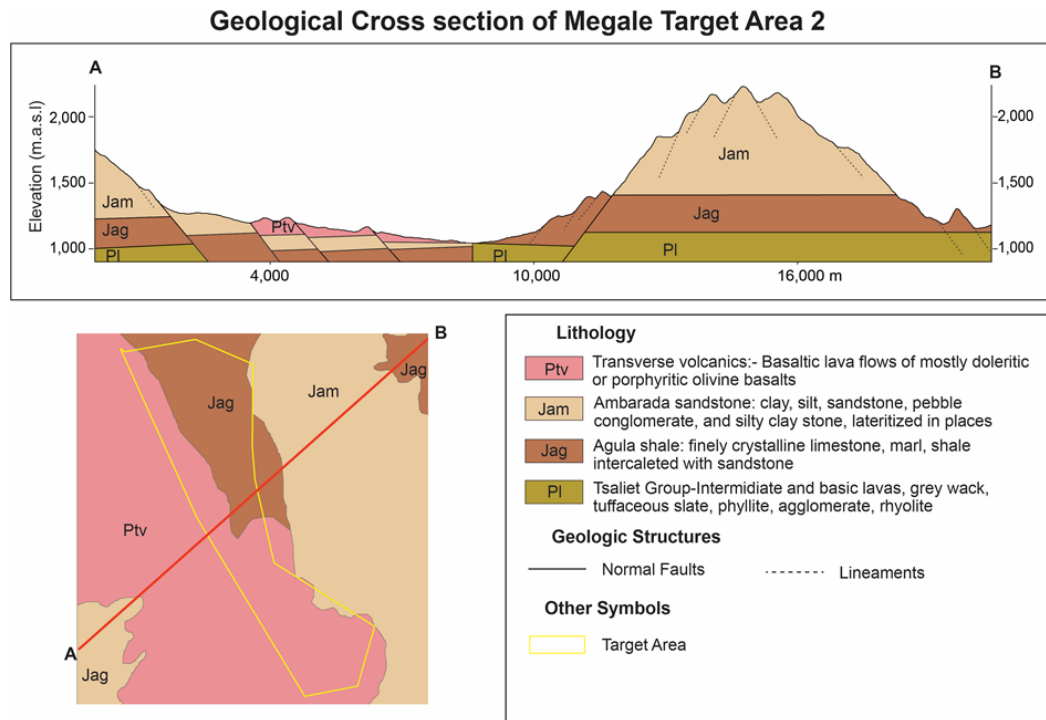 Geological Cross section of Megale Target Area 2
A
B
Elevation (m.a.s.l)
2,000
1,500
1,000
2,000
1,500
1,000
Jam
Jag
Pl
Ptv
Pl
Jam
Jag
Pl
4,000
10,000
16,000 m
B
Jag
Jam
Jag
Ptv
A
Jag
Lithology
Ptv
Transverse volcanics:- Basaltic lava flows of mostly doleritic
or porphyritic olivine basalts
Jam
Ambarada sandstone: clay, silt, sandstone, pebble
conglomerate, and silty clay stone, lateritized in places
Jag
Agula shale: finely crystalline limestone, marl, shale
intercaleted with sandstone
Pl
Tsaliet Group-Intermidiate and basic lavas, grey wack,
tuffaceous slate, phyllite, agglomerate, rhyolite
Geologic Structures
Normal Faults
Lineaments
Other Symbols
Target Area